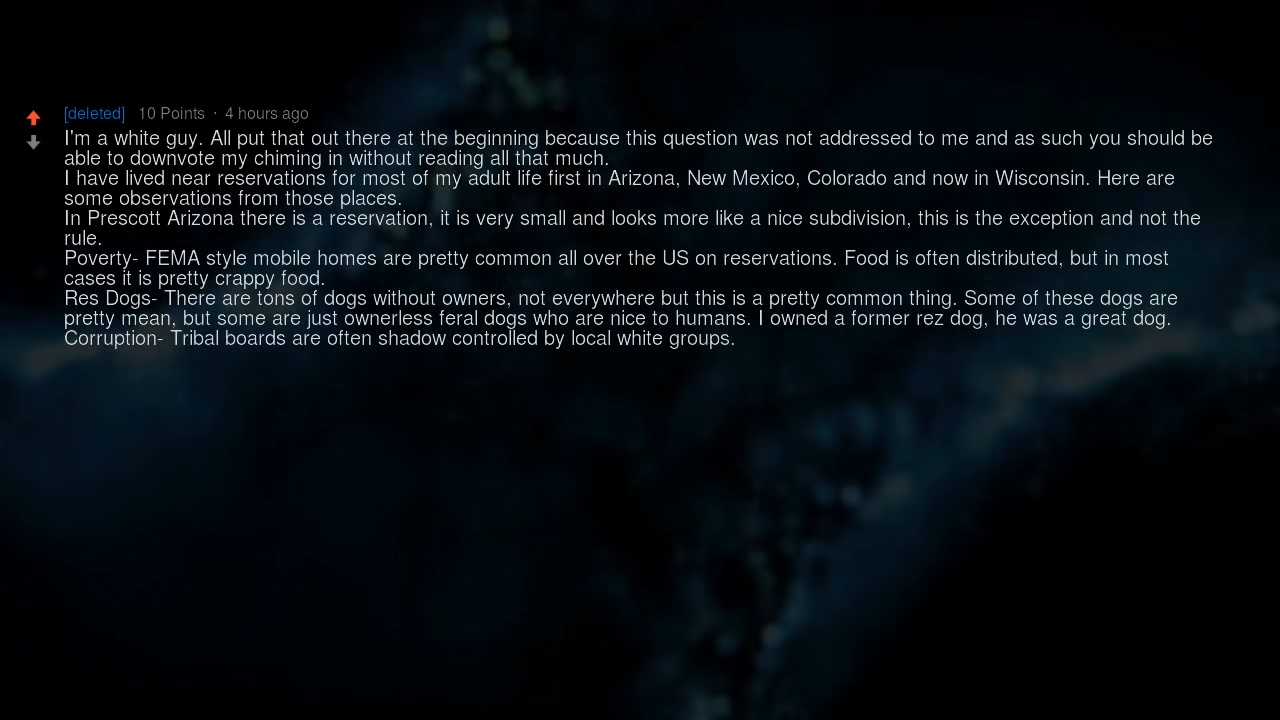 [deleted] 10 Points · 4 hours ago
I'm a white guy. All put that out there at the beginning because this question was not addressed to me and as such you should be
able to downvote my chiming in without reading all that much.
I have lived near reservations for most of my adult life first in Arizona, New Mexico, Colorado and now in Wisconsin. Here are
some observations from those places.
In Prescott Arizona there is a reservation, it is very small and looks more like a nice subdivision, this is the exception and not the
rule.
Poverty- FEMA style mobile homes are pretty common all over the US on reservations. Food is often distributed, but in most
cases it is pretty crappy food.
Res Dogs- There are tons of dogs without owners, not everywhere but this is a pretty common thing. Some of these dogs are
pretty mean, but some are just ownerless feral dogs who are nice to humans. I owned a former rez dog, he was a great dog.
Corruption- Tribal boards are often shadow controlled by local white groups.